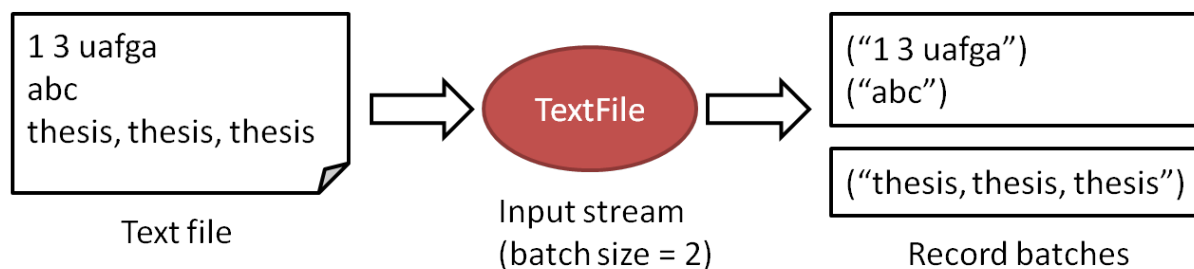 1 3 uafga
abc
thesis, thesis, thesis
Text file
TextFile
Input stream
(batch size = 2)
(“1 3 uafga”)
(“abc”)
(“thesis, thesis, thesis”)
Record batches